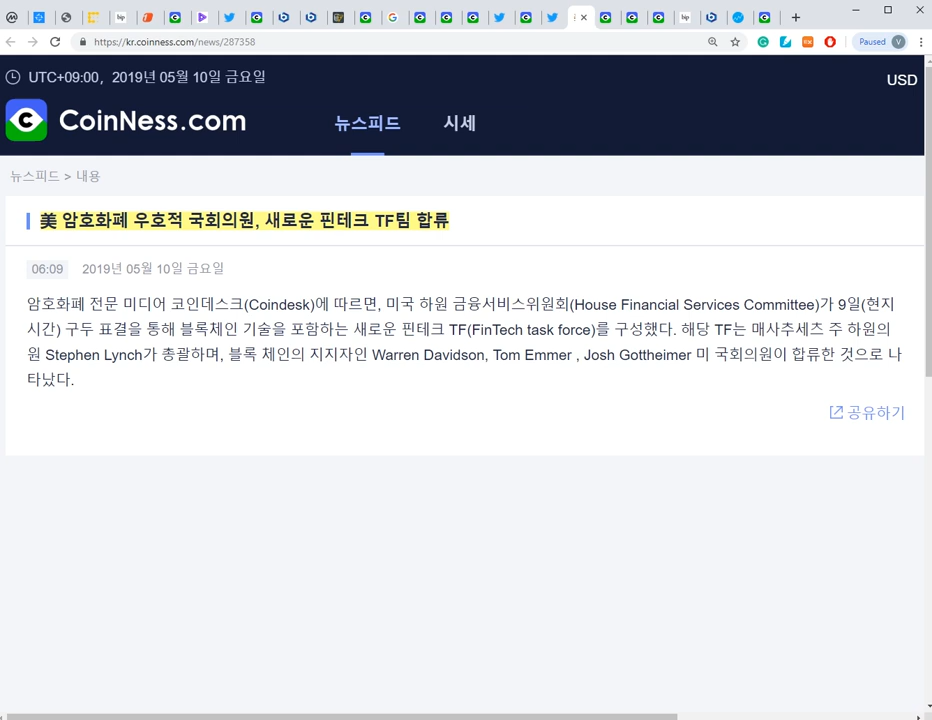 https://kr.coinness.com/news/287358
Paused V
UTC+09:00, 2019년 05월 10일 금요일
USD
CoinNess.com
뉴스피드 시세
뉴스피드 > 내용
美 암호화폐 우호적 국회의원, 새로운 핀테크 TF팀 합류
06:09 2019년 05월 10일 금요일
암호화폐 전문 미디어 코인데스크(Coindesk)에 따르면, 미국 하원 금융서비스위원회(House Financial Services Committee)가 9일(현지
시간) 구두 표결을 통해 블록체인 기술을 포함하는 새로운 핀테크 TF(FinTech task force)를 구성했다. 해당 TF는 매사추세츠 주 하원의
원 Stephen Lynch가 총괄하며, 블록 체인의 지지자인 Warren Davidson, Tom Emmer , Josh Gottheimer 미 국회의원이 합류한 것으로 나
타났다.
공유하기